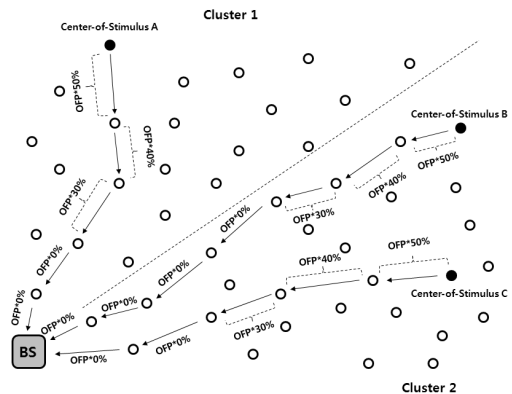 Cluster 1
Center-of-Stimulus A
OFP*50%
OFP*40%
OFP*30%
OFP*0%
OFP*0%
BS
Center-of-Stimulus B
OFP*50%
OFP*40%
OFP*30%
OFP*0%
OFP*0%
OFP*0%
OFP*0%
OFP*50%
OFP*40%
Center-of-Stimulus C
OFP*30%
OFP*0%
OFP*0%
Cluster 2